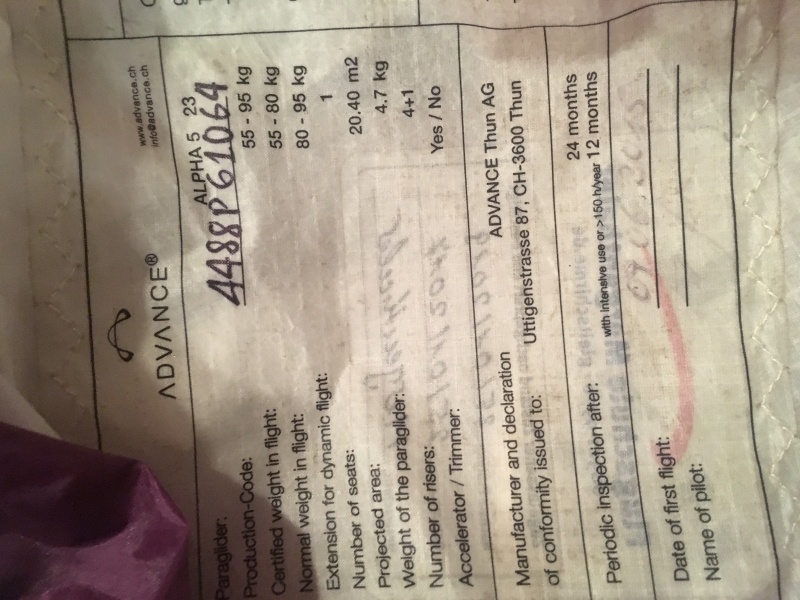 ADVANCE®
www.advance.ch
info@advance.ch
Paraglider: ALPHA 5 23
Production-Code: 4488P61064
Certified weight in flight: 55 - 95 kg
Normal weight in flight: 55 - 80 kg
Extension for dynamic flight: 80 - 95 kg
Number of seats: 1
Projected area: 20.40 m2
Weight of the paraglider: 4.7 kg
Number of risers: 4+1
Accelerator / Trimmer: Yes / No
Manufacturer and declaration ADVANCE Thun AG
of conformity issued to: Uttigenstrasse 87, CH-3600 Thun
Periodic inspection after: 24 months
with intensive use or >150 h/year 12 months
Date of first flight:
Name of pilot: